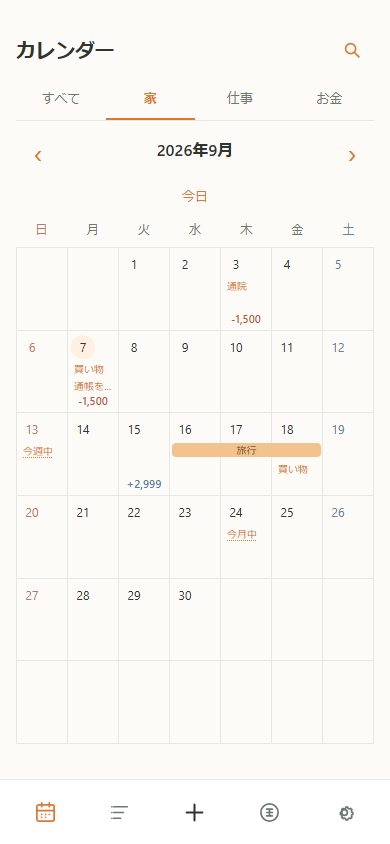 カレンダー
すべて 家 仕事 お金
‹ 2026年9月 ›
今日
日 月 火 水 木 金 土
1 2 3 4 5
通院
-1,500
6 7 8 9 10 11 12
買い物
通帳を...
-1,500
13 14 15 16 17 18 19
今週中 旅行
買い物
+2,999
20 21 22 23 24 25 26
今月中
27 28 29 30